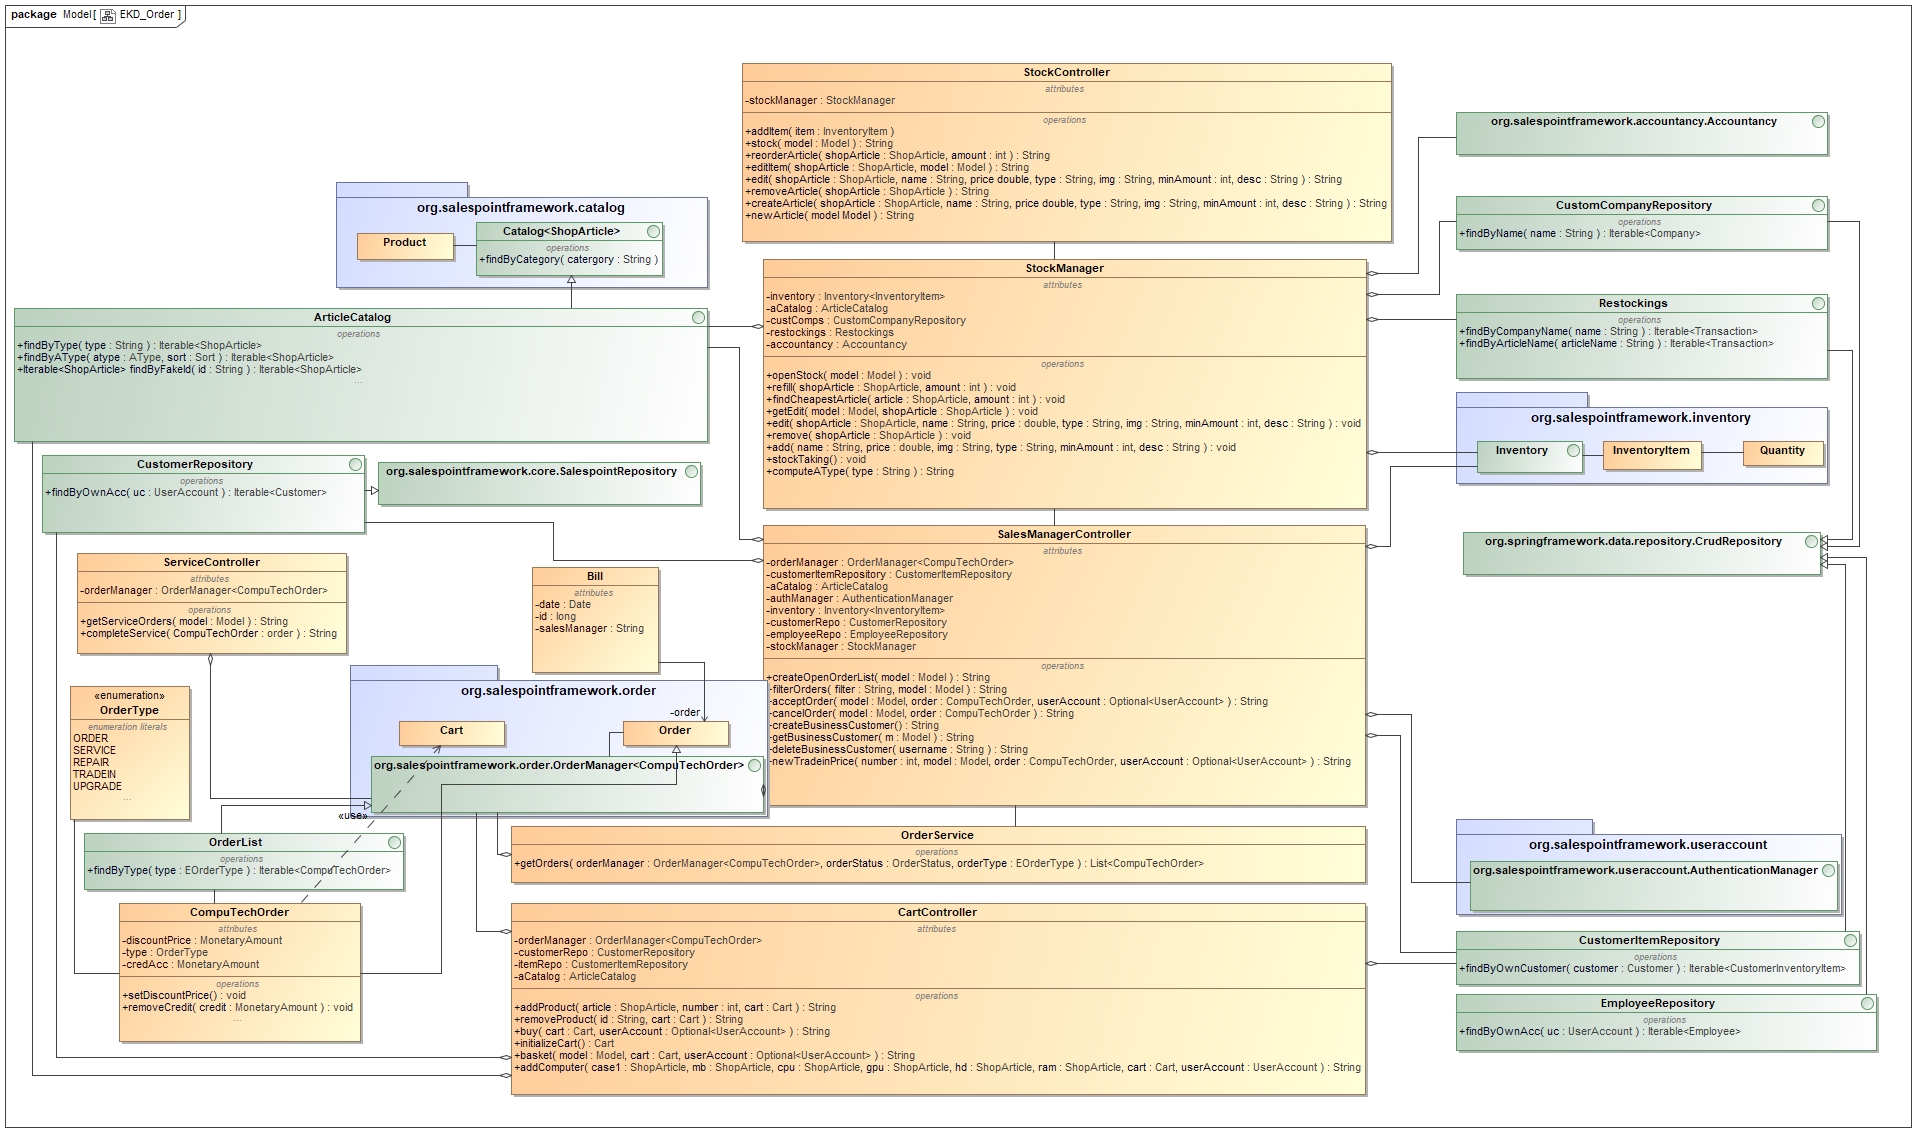 package Model[ EKD_Order ]
StockController
attributes
-stockManager : StockManager
operations
+addItem( item : InventoryItem )
+stock( model : Model ) : String
+reorderArticle( shopArticle : ShopArticle, amount : int ) : String
+editItem( shopArticle : ShopArticle, model : Model ) : String
+edit( shopArticle : ShopArticle, name : String, price double, type : String, img : String, minAmount : int, desc : String ) : String
+removeArticle( shopArticle : ShopArticle ) : String
+createArticle( shopArticle : ShopArticle, name : String, price double, type : String, img : String, minAmount : int, desc : String ) : String
+newArticle( model Model ) : String
org.salespointframework.accountancy.Accountancy
CustomCompanyRepository
operations
+findByName( name : String ) : Iterable<Company>
org.salespointframework.catalog
Product
Catalog<ShopArticle>
operations
+findByCategory( catergory : String )
StockManager
attributes
-inventory : Inventory<InventoryItem>
-aCatalog : ArticleCatalog
-custComps : CustomCompanyRepository
-restockings : Restockings
-accountancy : Accountancy
operations
+openStock( model : Model ) : void
+refill( shopArticle : ShopArticle, amount : int ) : void
+findCheapestArticle( article : ShopArticle, amount : int ) : void
+getEdit( model : Model, shopArticle : ShopArticle ) : void
+edit( shopArticle : ShopArticle, name : String, price : double, type : String, img : String, minAmount : int, desc : String ) : void
+remove( shopArticle : ShopArticle ) : void
+add( name : String, price : double, img : String, type : String, minAmount : int, desc : String ) : void
+stockTaking() : void
+computeAType( type : String ) : String
Restockings
operations
+findByCompanyName( name : String ) : Iterable<Transaction>
+findByArticleName( articleName : String ) : Iterable<Transaction>
ArticleCatalog
operations
+findByType( type : String ) : Iterable<ShopArticle>
+findByAType( atype : AType, sort : Sort ) : Iterable<ShopArticle>
+Iterable<ShopArticle> findByFakeId( id : String ) : Iterable<ShopArticle>
...
org.salespointframework.inventory
Inventory
InventoryItem
Quantity
CustomerRepository
operations
+findByOwnAcc( uc : UserAccount ) : Iterable<Customer>
org.salespointframework.core.SalespointRepository
org.springframework.data.repository.CrudRepository
SalesManagerController
attributes
-orderManager : OrderManager<CompuTechOrder>
-customerItemRepository : CustomerItemRepository
-aCatalog : ArticleCatalog
-authManager : AuthenticationManager
-inventory : Inventory<InventoryItem>
-customerRepo : CustomerRepository
-employeeRepo : EmployeeRepository
-stockManager : StockManager
operations
+createOpenOrderList( model : Model ) : String
-filterOrders( filter : String, model : Model ) : String
-acceptOrder( model : Model, order : CompuTechOrder, userAccount : Optional<UserAccount> ) : String
-cancelOrder( model : Model, order : CompuTechOrder ) : String
-createBusinessCustomer() : String
-getBusinessCustomer( m : Model ) : String
-deleteBusinessCustomer( username : String ) : String
-newTradeinPrice( number : int, model : Model, order : CompuTechOrder, userAccount : Optional<UserAccount> ) : String
ServiceController
attributes
-orderManager : OrderManager<CompuTechOrder>
operations
+getServiceOrders( model : Model ) : String
+completeService( CompuTechOrder : order ) : String
Bill
attributes
-date : Date
-id : long
-salesManager : String
org.salespointframework.order
-order
Cart
Order
org.salespointframework.order.OrderManager<CompuTechOrder>
«use»
«enumeration»
OrderType
enumeration literals
ORDER
SERVICE
REPAIR
TRADEIN
UPGRADE
...
OrderList
operations
+findByType( type : EOrderType ) : Iterable<CompuTechOrder>
OrderService
operations
+getOrders( orderManager : OrderManager<CompuTechOrder>, orderStatus : OrderStatus, orderType : EOrderType ) : List<CompuTechOrder>
org.salespointframework.useraccount
org.salespointframework.useraccount.AuthenticationManager
CompuTechOrder
attributes
-discountPrice : MonetaryAmount
-type : OrderType
-credAcc : MonetaryAmount
operations
+setDiscountPrice() : void
+removeCredit( credit : MonetaryAmount ) : void
...
CartController
attributes
-orderManager : OrderManager<CompuTechOrder>
-customerRepo : CustomerRepository
-itemRepo : CustomerItemRepository
-aCatalog : ArticleCatalog
operations
+addProduct( article : ShopArticle, number : int, cart : Cart ) : String
+removeProduct( id : String, cart : Cart ) : String
+buy( cart : Cart, userAccount : Optional<UserAccount> ) : String
+initializeCart() : Cart
+basket( model : Model, cart : Cart, userAccount : Optional<UserAccount> ) : String
+addComputer( case1 : ShopArticle, mb : ShopArticle, cpu : ShopArticle, gpu : ShopArticle, hd : ShopArticle, ram : ShopArticle, cart : Cart, userAccount : UserAccount ) : String
CustomerItemRepository
operations
+findByOwnCustomer( customer : Customer ) : Iterable<CustomerInventoryItem>
EmployeeRepository
operations
+findByOwnAcc( uc : UserAccount ) : Iterable<Employee>